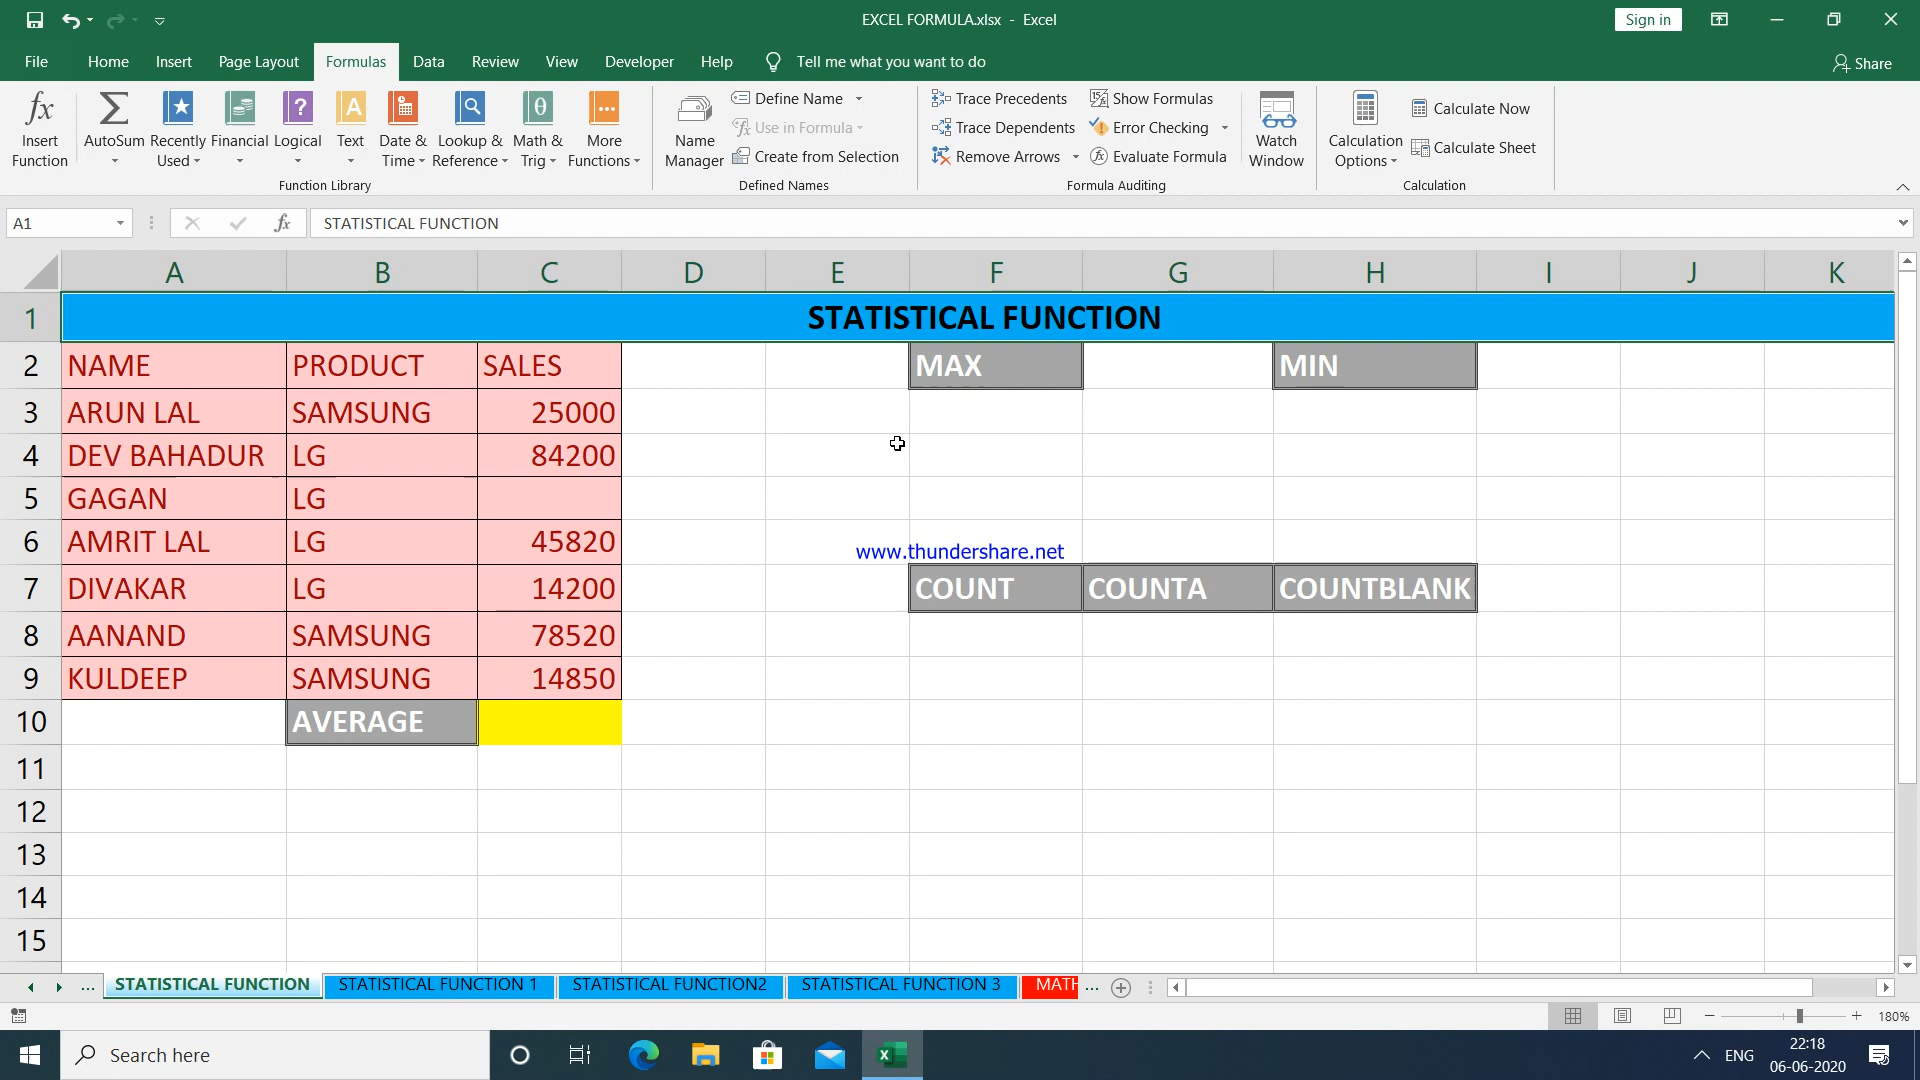 EXCEL FORMULA.xlsx - Excel
Sign in
File Home Insert Page Layout Formulas Data Review View Developer Help Tell me what you want to do Share
Insert Function
AutoSum
Recently Used
Financial
Logical
Text
Date & Time
Lookup & Reference
Math & Trig
More Functions
Function Library
Name Manager
Define Name
Use in Formula
Create from Selection
Defined Names
Trace Precedents
Trace Dependents
Remove Arrows
Show Formulas
Error Checking
Evaluate Formula
Formula Auditing
Watch Window
Calculation Options
Calculate Now
Calculate Sheet
Calculation
A1 fx STATISTICAL FUNCTION
A B C D E F G H I J K
1 STATISTICAL FUNCTION
2 NAME PRODUCT SALES MAX MIN
3 ARUN LAL SAMSUNG 25000
4 DEV BAHADUR LG 84200
5 GAGAN LG
6 AMRIT LAL LG 45820
www.thundershare.net
7 DIVAKAR LG 14200 COUNT COUNTA COUNTBLANK
8 AANAND SAMSUNG 78520
9 KULDEEP SAMSUNG 14850
10 AVERAGE
11
12
13
14
15
... STATISTICAL FUNCTION STATISTICAL FUNCTION 1 STATISTICAL FUNCTION2 STATISTICAL FUNCTION 3 MATH ...
180%
Search here
ENG
22:18
06-06-2020